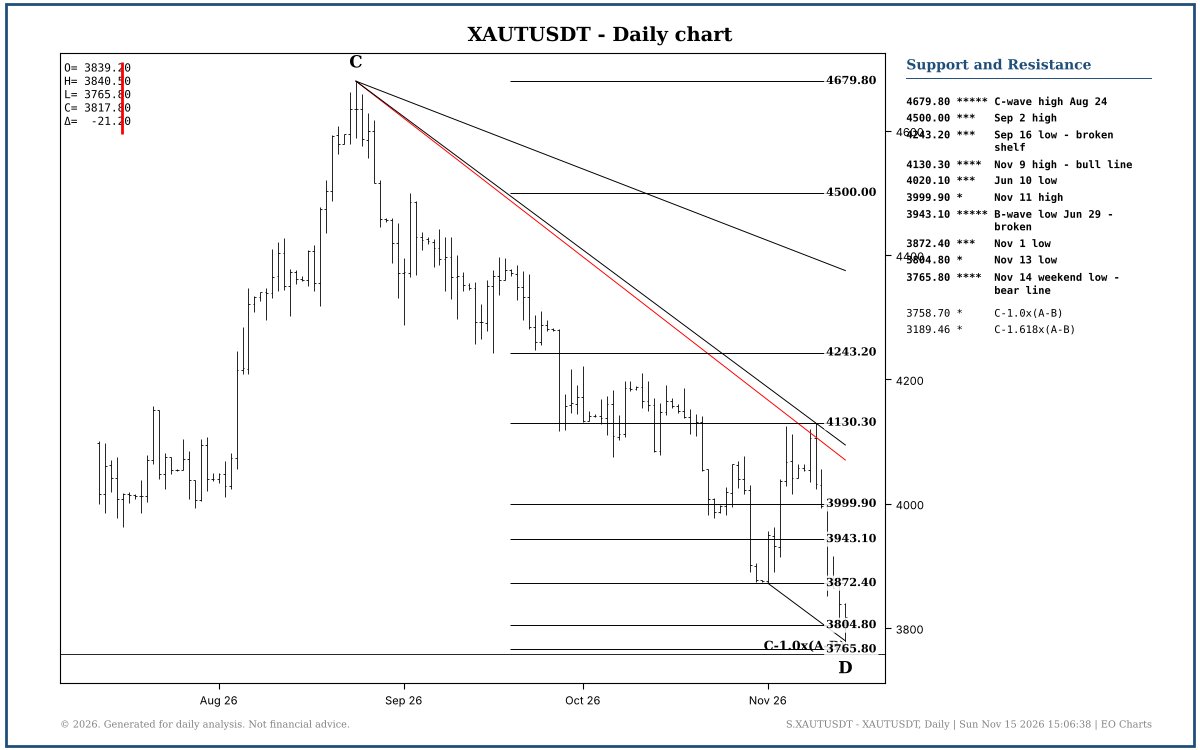 XAUTUSDT - Daily chart
O= 3839.20
H= 3840.50
L= 3765.80
C= 3817.80
Δ= -21.20
C
4679.80
4500.00
4243.20
4130.30
3999.90
3943.10
3872.40
3804.80
C-1.0x(A
3765.80
D
4600
4400
4200
4000
3800
Aug 26
Sep 26
Oct 26
Nov 26
Support and Resistance
4679.80 ***** C-wave high Aug 24
4500.00 *** Sep 2 high
4243.20 *** Sep 16 low - broken
shelf
4130.30 **** Nov 9 high - bull line
4020.10 *** Jun 10 low
3999.90 * Nov 11 high
3943.10 ***** B-wave low Jun 29 -
broken
3872.40 *** Nov 1 low
3804.80 * Nov 13 low
3765.80 **** Nov 14 weekend low -
bear line
3758.70 * C-1.0x(A-B)
3189.46 * C-1.618x(A-B)
© 2026. Generated for daily analysis. Not financial advice.
S.XAUTUSDT - XAUTUSDT, Daily | Sun Nov 15 2026 15:06:38 | EO Charts